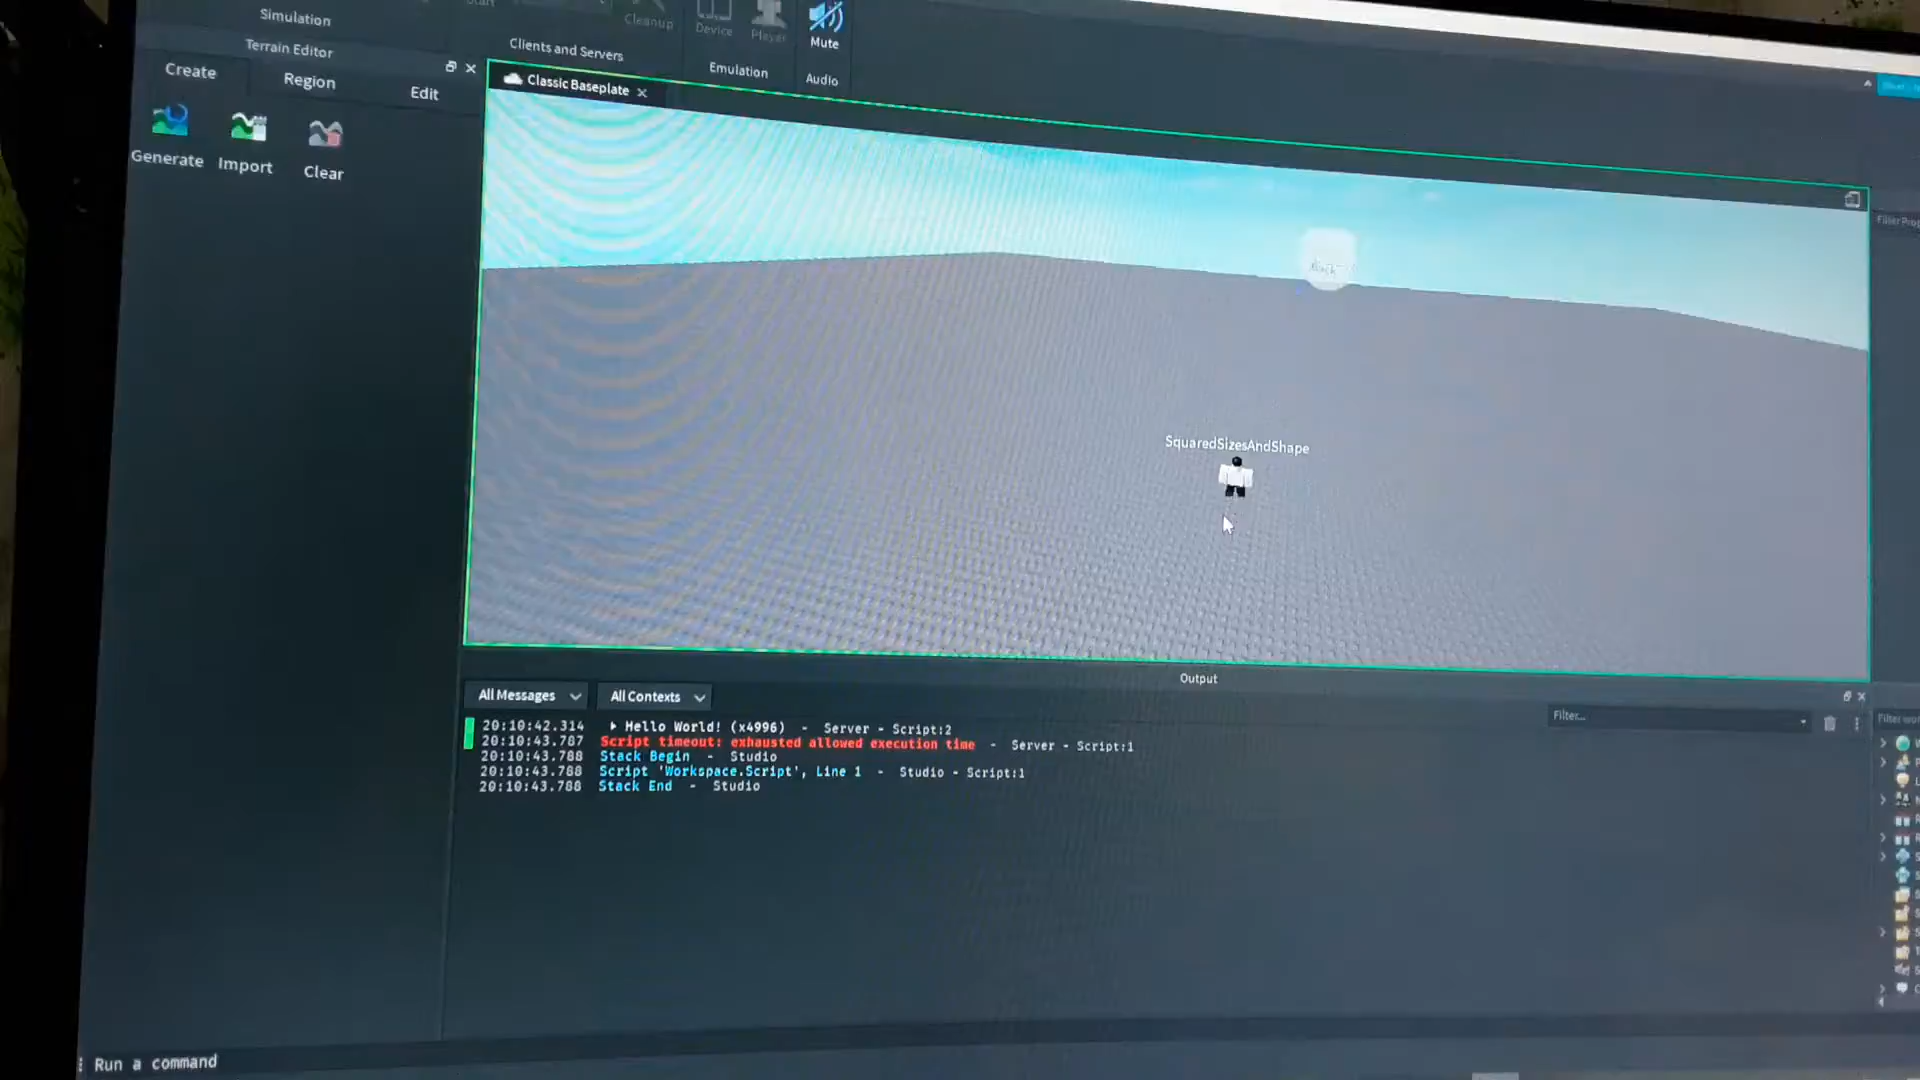 Simulation
Cleanup
Device
Player
Mute
Clients and Servers
Emulation
Audio
Terrain Editor
Create
Region
Edit
Generate
Import
Clear
Classic Baseplate
SquaredSizesAndShape
Output
All Messages
All Contexts
Filter...
20:10:42.314 Hello World! (x4996) - Server - Script:2
20:10:43.787 Script timeout: exhausted allowed execution time - Server - Script:1
20:10:43.788 Stack Begin - Studio
20:10:43.788 Script 'Workspace.Script', Line 1 - Studio - Script:1
20:10:43.788 Stack End - Studio
Run a command